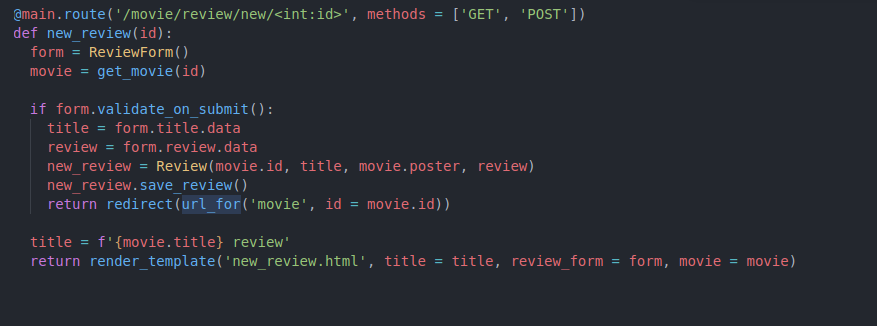 @main.route('/movie/review/new/<int:id>', methods = ['GET', 'POST'])
def new_review(id):
  form = ReviewForm()
  movie = get_movie(id)

  if form.validate_on_submit():
    title = form.title.data
    review = form.review.data
    new_review = Review(movie.id, title, movie.poster, review)
    new_review.save_review()
    return redirect(url_for('movie', id = movie.id))

  title = f'{movie.title} review'
  return render_template('new_review.html', title = title, review_form = form, movie = movie)